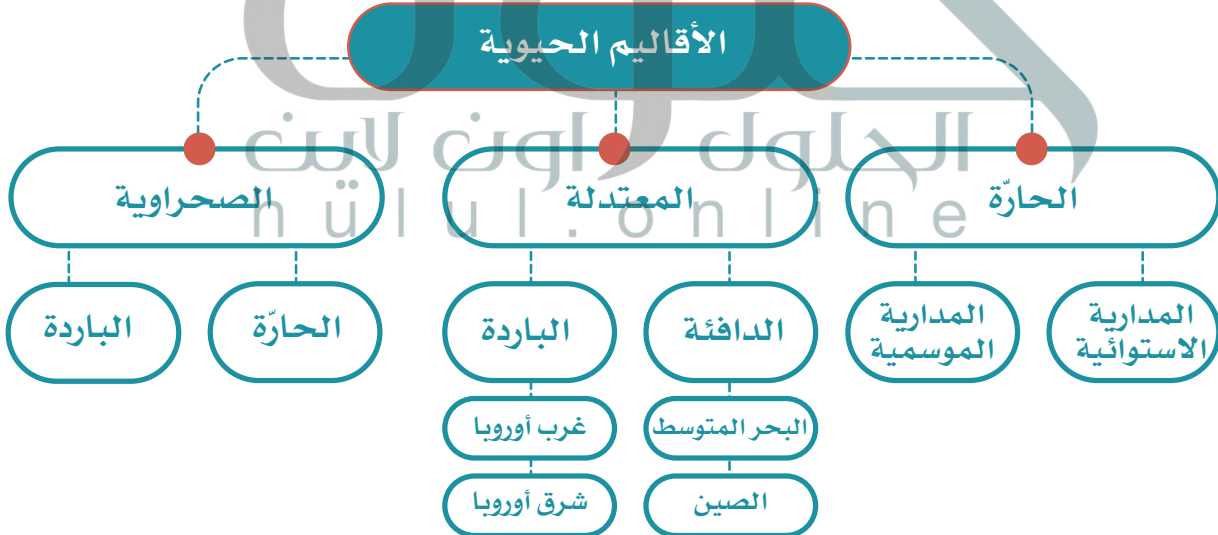 الأقاليم الحيوية
الحلول اون لاين
hulul.online
الحارّة
المعتدلة
الصحراوية
المدارية
الاستوائية
المدارية
الموسمية
الدافئة
الباردة
الحارّة
الباردة
البحر المتوسط
غرب أوروبا
الصين
شرق أوروبا